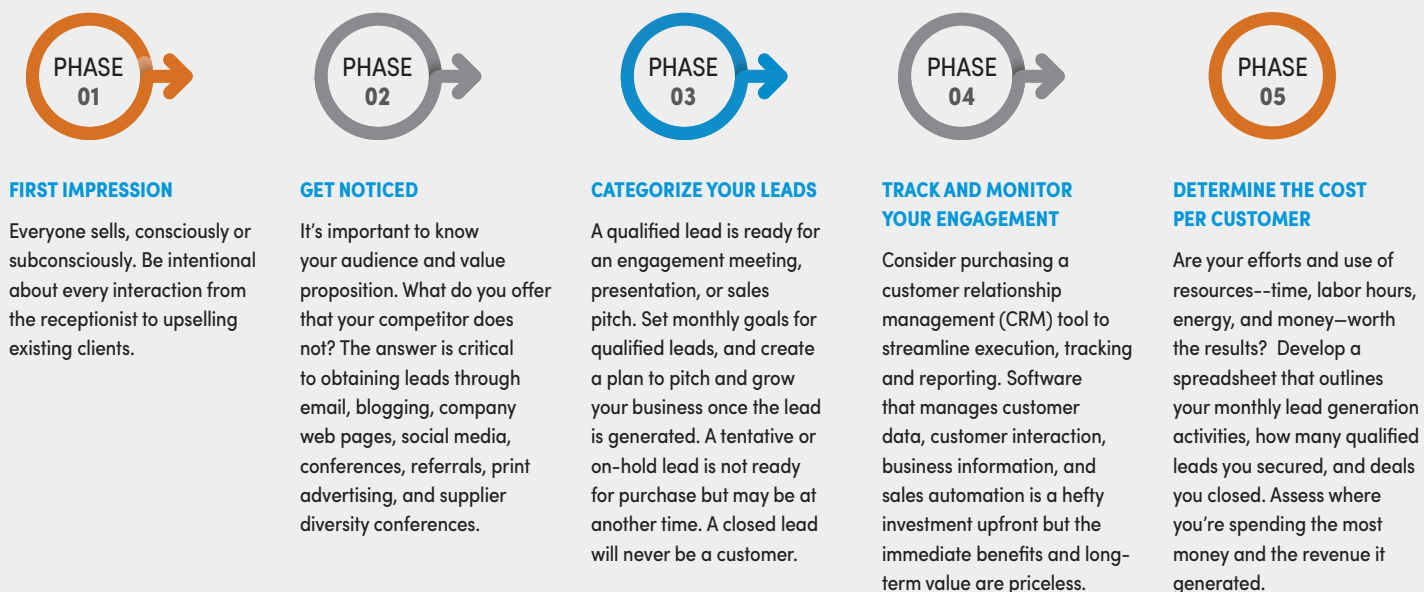 PHASE
01
FIRST IMPRESSION
Everyone sells, consciously or
subconsciously. Be intentional
about every interaction from
the receptionist to upselling
existing clients.
PHASE
02
GET NOTICED
It’s important to know
your audience and value
proposition. What do you offer
that your competitor does
not? The answer is critical
to obtaining leads through
email, blogging, company
web pages, social media,
conferences, referrals, print
advertising, and supplier
diversity conferences.
PHASE
03
CATEGORIZE YOUR LEADS
A qualified lead is ready for
an engagement meeting,
presentation, or sales
pitch. Set monthly goals for
qualified leads, and create
a plan to pitch and grow
your business once the lead
is generated. A tentative or
on-hold lead is not ready
for purchase but may be at
another time. A closed lead
will never be a customer.
PHASE
04
TRACK AND MONITOR
YOUR ENGAGEMENT
Consider purchasing a
customer relationship
management (CRM) tool to
streamline execution, tracking
and reporting. Software
that manages customer
data, customer interaction,
business information, and
sales automation is a hefty
investment upfront but the
immediate benefits and long-
term value are priceless.
PHASE
05
DETERMINE THE COST
PER CUSTOMER
Are your efforts and use of
resources--time, labor hours,
energy, and money—worth
the results?  Develop a
spreadsheet that outlines
your monthly lead generation
activities, how many qualified
leads you secured, and deals
you closed. Assess where
you’re spending the most
money and the revenue it
generated.